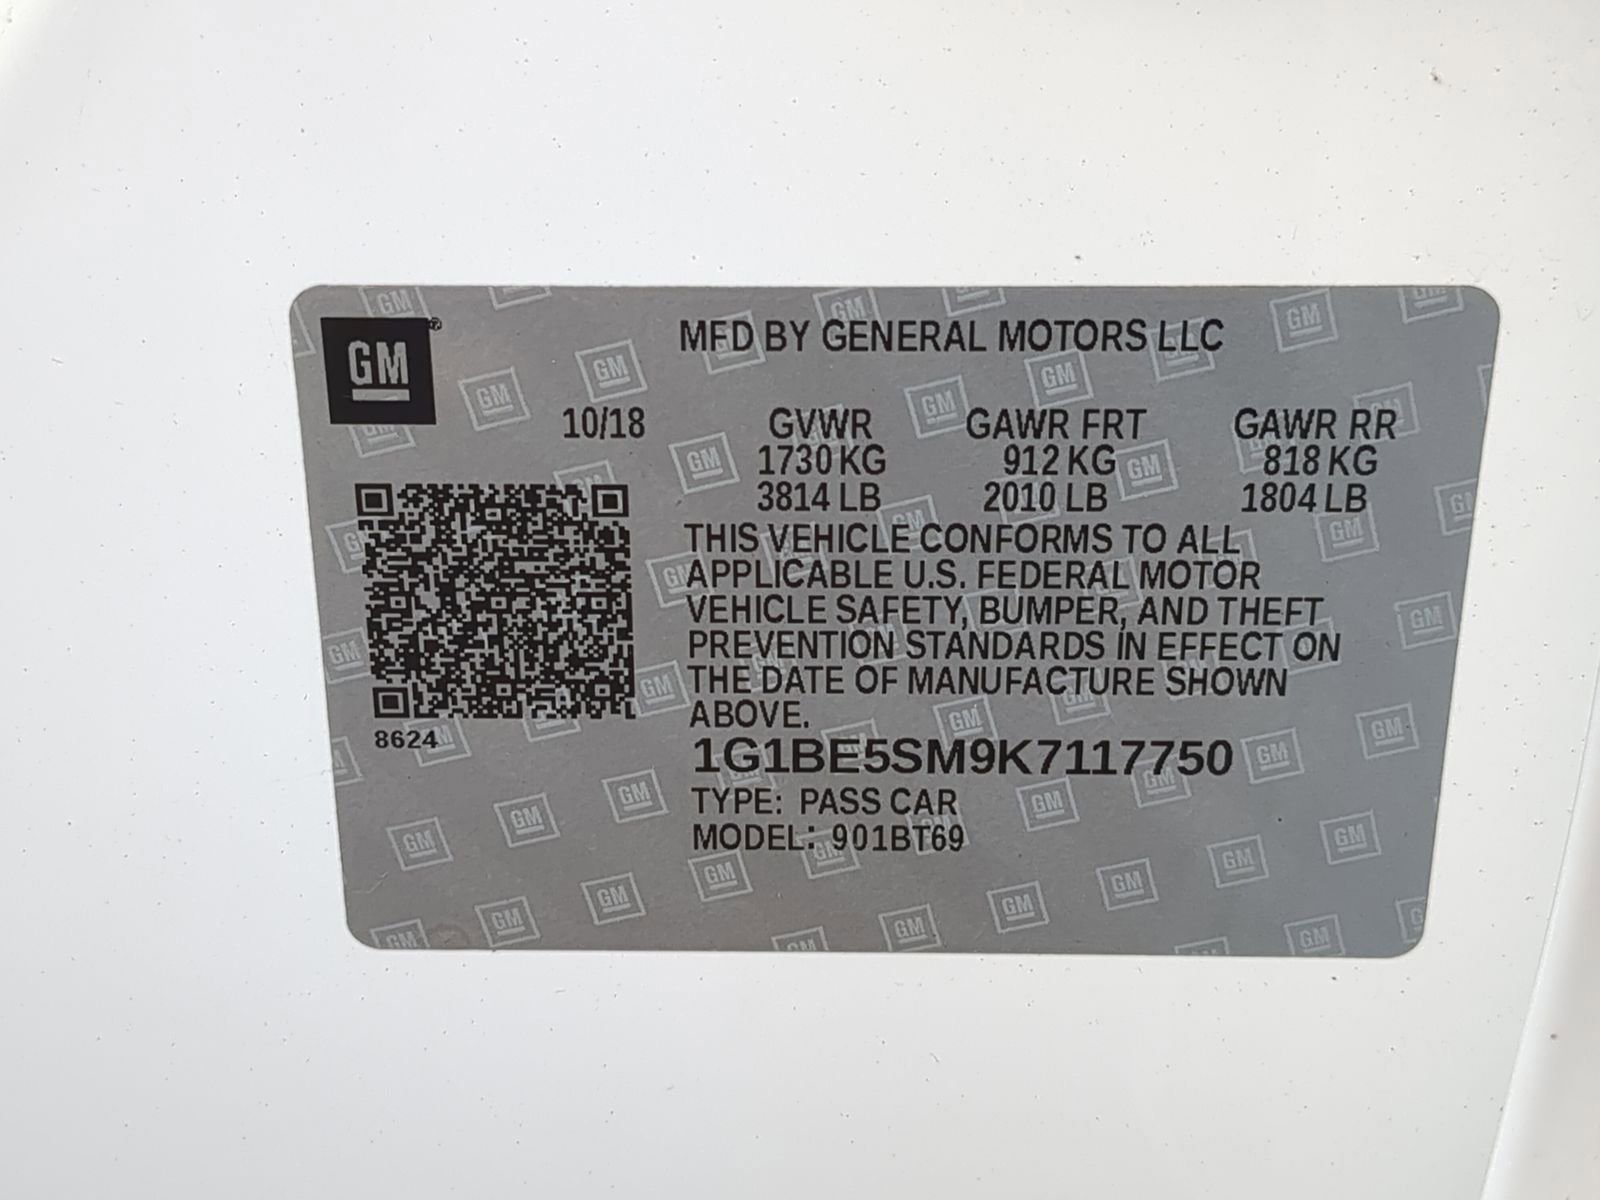 GM®
MFD BY GENERAL MOTORS LLC
10/18 GVWR GAWR FRT GAWR RR
1730 KG 912 KG 818 KG
3814 LB 2010 LB 1804 LB
THIS VEHICLE CONFORMS TO ALL
APPLICABLE U.S. FEDERAL MOTOR
VEHICLE SAFETY, BUMPER, AND THEFT
PREVENTION STANDARDS IN EFFECT ON
THE DATE OF MANUFACTURE SHOWN
ABOVE.
8624
1G1BE5SM9K7117750
TYPE: PASS CAR
MODEL: 901BT69